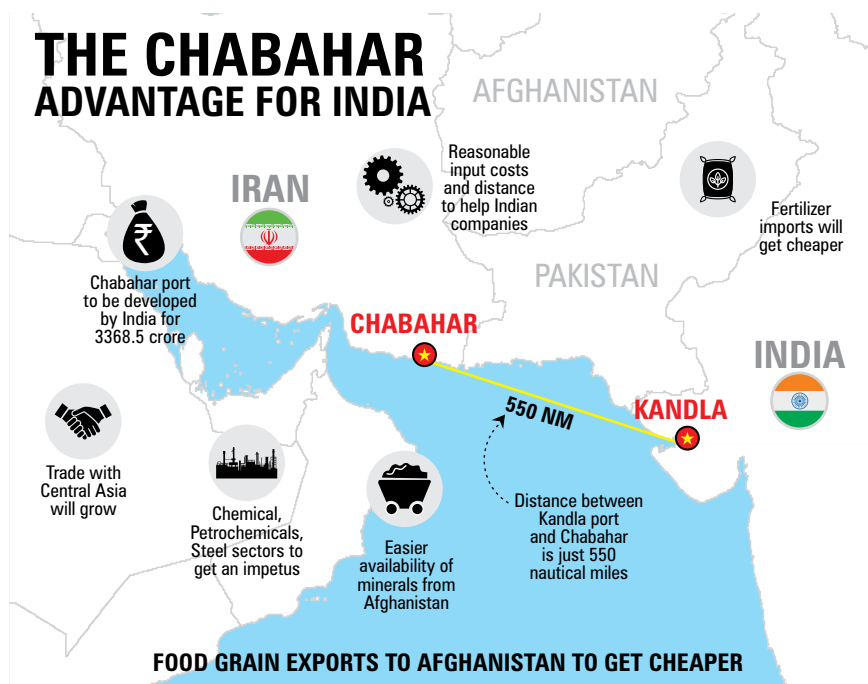 THE CHABAHAR
ADVANTAGE FOR INDIA
AFGHANISTAN
IRAN
Reasonable
input costs
and distance
to help Indian
companies
Fertilizer
imports will
get cheaper
₹
Chabahar port
to be developed
by India for
3368.5 crore
PAKISTAN
CHABAHAR
INDIA
550 NM
KANDLA
Trade with
Central Asia
will grow
Chemical,
Petrochemicals,
Steel sectors to
get an impetus
Easier
availability of
minerals from
Afghanistan
Distance between
Kandla port
and Chabahar
is just 550
nautical miles
FOOD GRAIN EXPORTS TO AFGHANISTAN TO GET CHEAPER